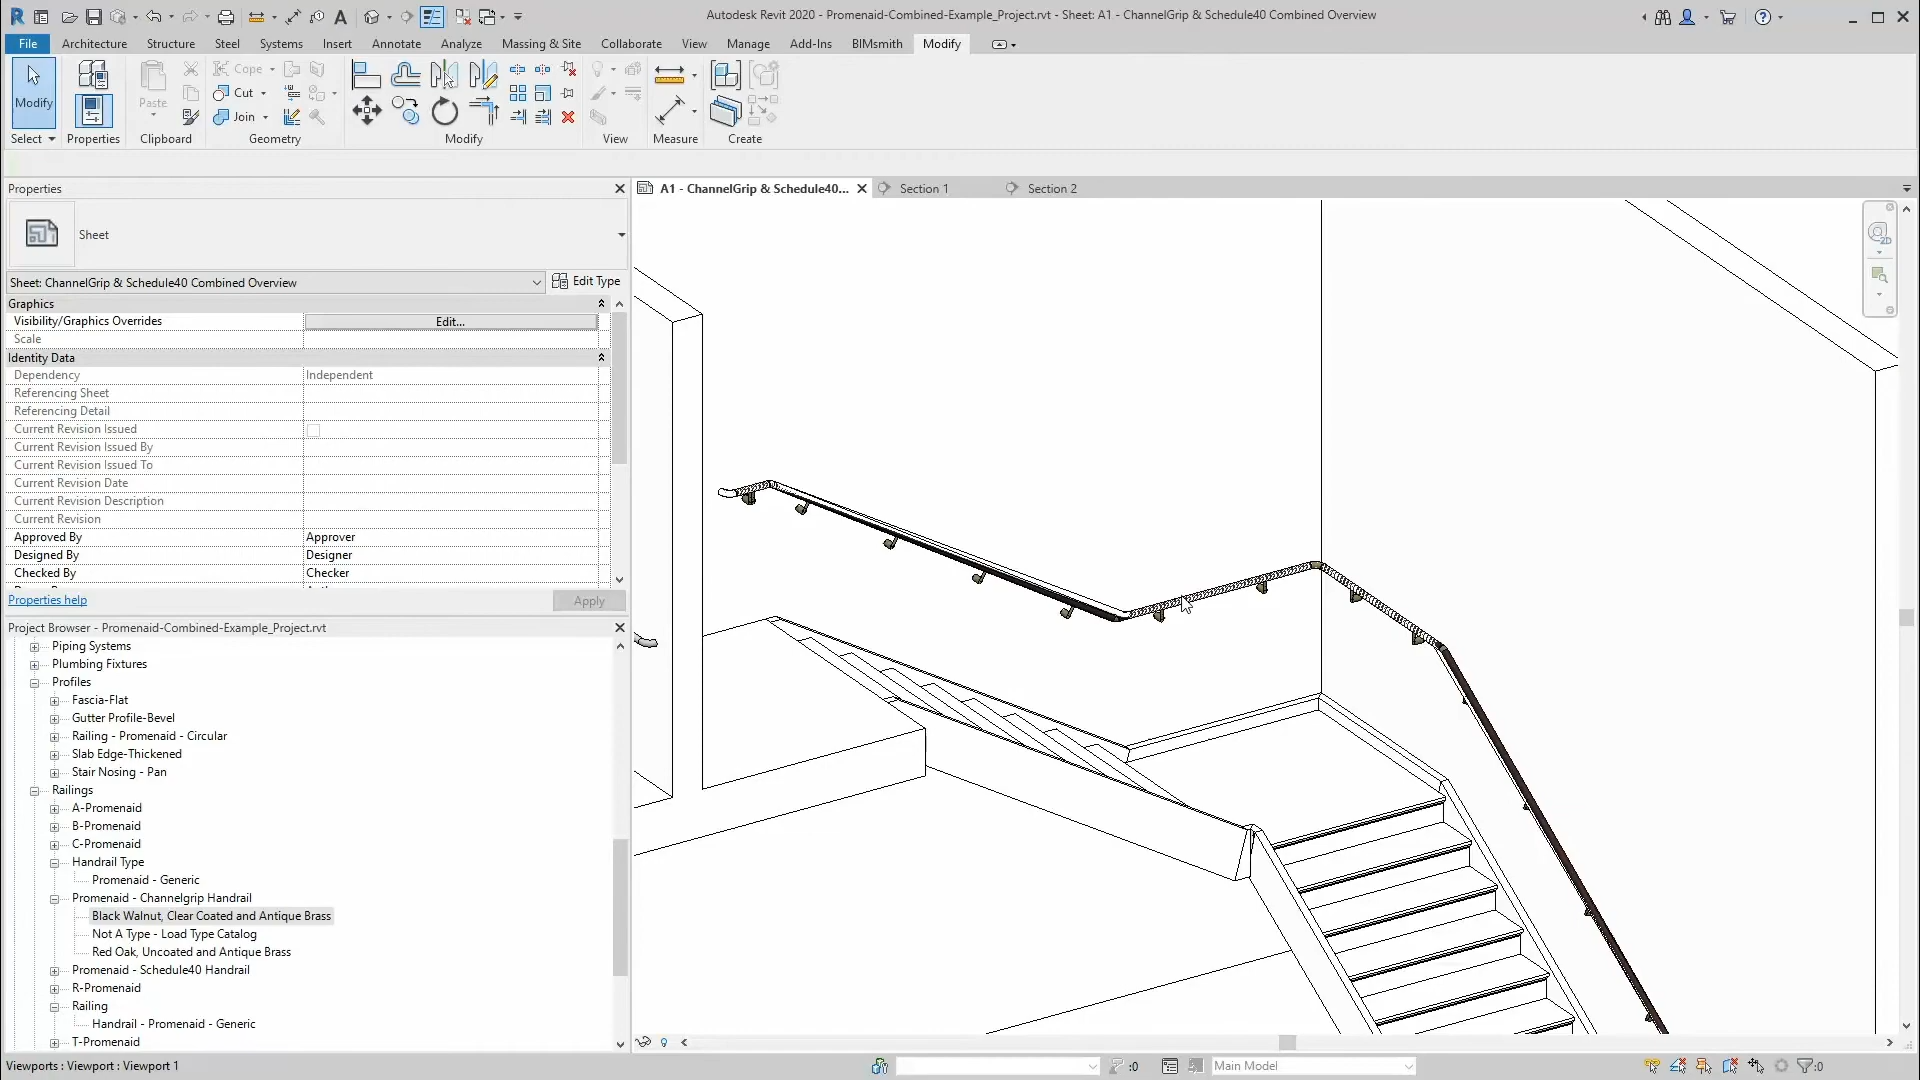 Autodesk Revit 2020 - Promenaid-Combined-Example_Project.rvt - Sheet: A1 - ChannelGrip & Schedule40 Combined Overview
File Architecture Structure Steel Systems Insert Annotate Analyze Massing & Site Collaborate View Manage Add-Ins BIMsmith Modify
Modify Paste Cope Cut Join
Select Properties Clipboard Geometry Modify View Measure Create
Properties
A1 - ChannelGrip & Schedule40... Section 1 Section 2
Sheet
Sheet: ChannelGrip & Schedule40 Combined Overview Edit Type
Graphics
Visibility/Graphics Overrides Edit...
Scale
Identity Data
Dependency Independent
Referencing Sheet
Referencing Detail
Current Revision Issued
Current Revision Issued By
Current Revision Issued To
Current Revision Date
Current Revision Description
Current Revision
Approved By Approver
Designed By Designer
Checked By Checker
Properties help Apply
Project Browser - Promenaid-Combined-Example_Project.rvt
Piping Systems
Plumbing Fixtures
Profiles
Fascia-Flat
Gutter Profile-Bevel
Railing - Promenaid - Circular
Slab Edge-Thickened
Stair Nosing - Pan
Railings
A-Promenaid
B-Promenaid
C-Promenaid
Handrail Type
Promenaid - Generic
Promenaid - Channelgrip Handrail
Black Walnut, Clear Coated and Antique Brass
Not A Type - Load Type Catalog
Red Oak, Uncoated and Antique Brass
Promenaid - Schedule40 Handrail
R-Promenaid
Railing
Handrail - Promenaid - Generic
T-Promenaid
Viewports : Viewport : Viewport 1 :0 Main Model :0